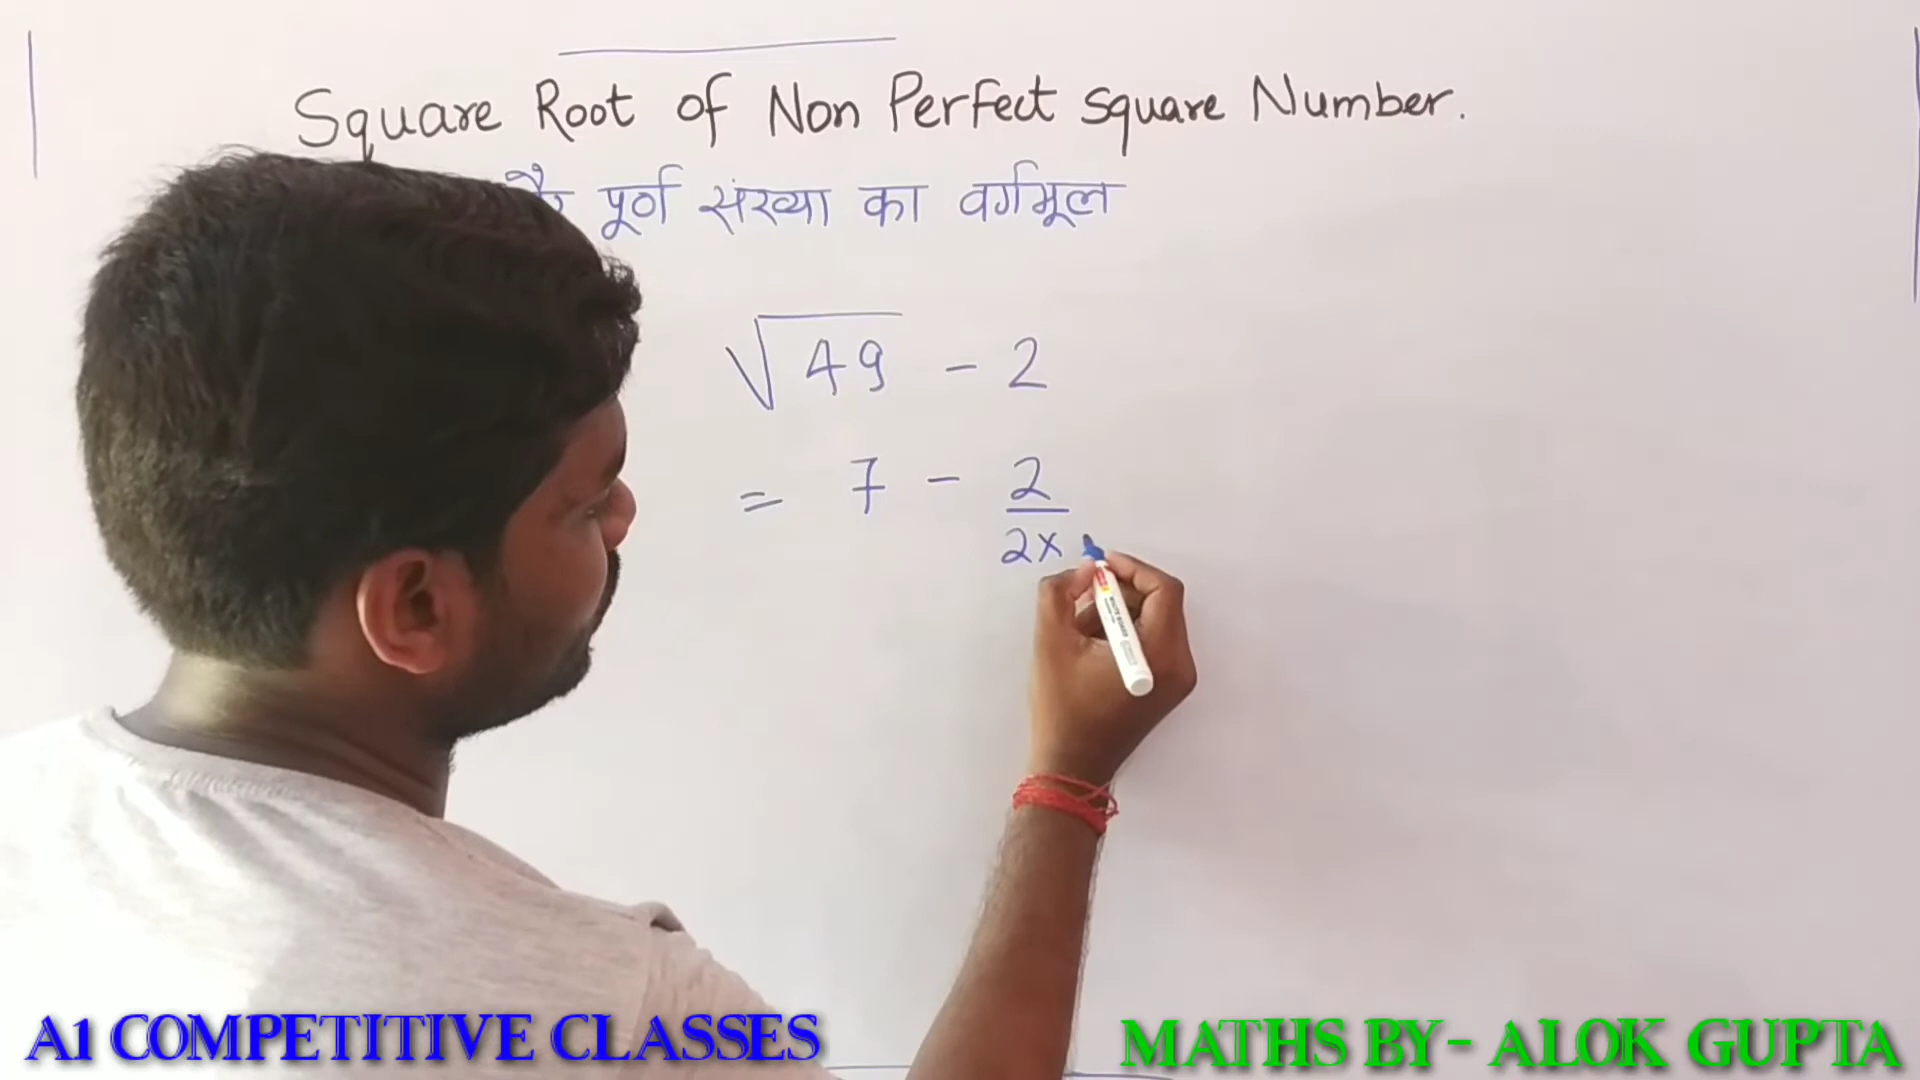 Square Root of Non Perfect Square Number.
पूर्ण संख्या का वर्गमूल
√49 - 2
= 7 - 2/2x
A1 COMPETITIVE CLASSES
MATHS BY- ALOK GUPTA